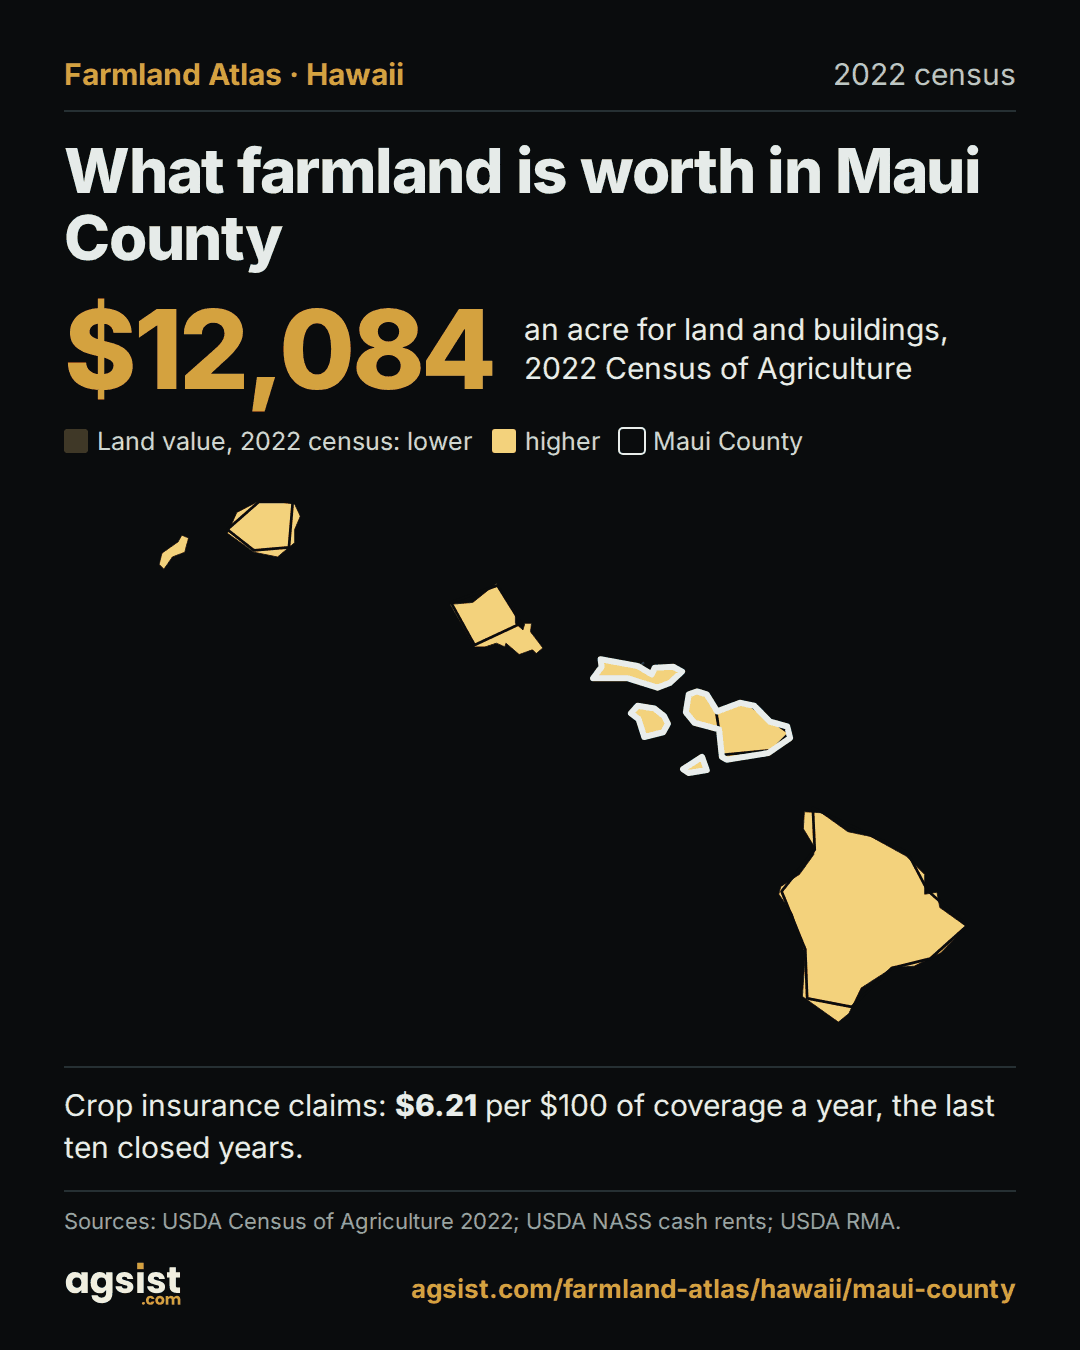 Farmland Atlas · Hawaii
2022 census
What farmland is worth in Maui
County
$12,084
an acre for land and buildings,
2022 Census of Agriculture
Land value, 2022 census: lower
higher
Maui County
Crop insurance claims: $6.21 per $100 of coverage a year, the last
ten closed years.
Sources: USDA Census of Agriculture 2022; USDA NASS cash rents; USDA RMA.
agsist
.com
agsist.com/farmland-atlas/hawaii/maui-county